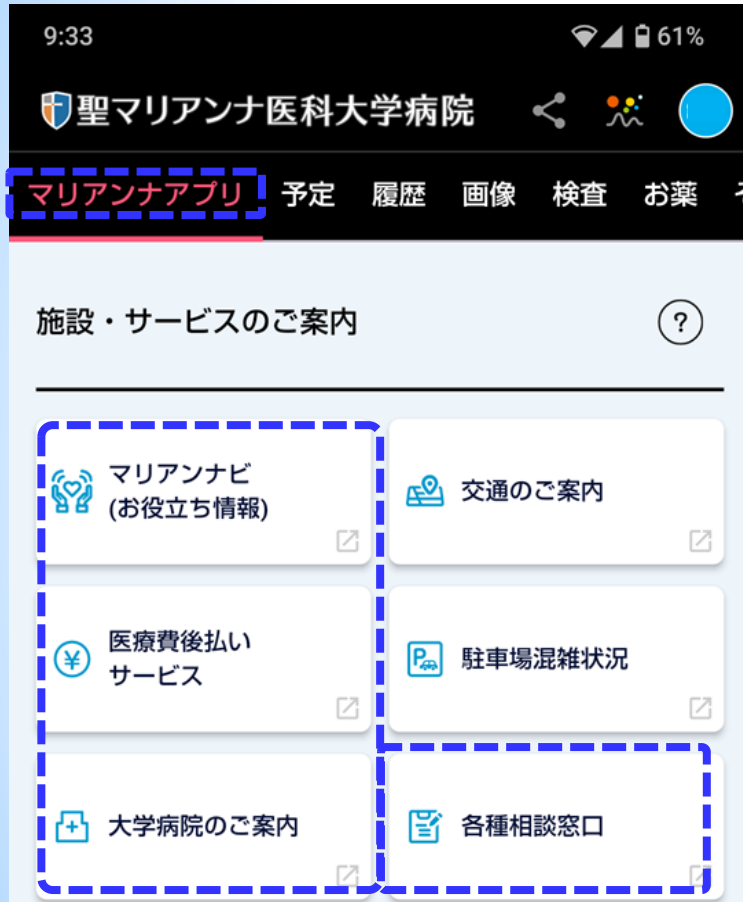 9:33 61%
聖マリアンナ医科大学病院
マリアンナアプリ 予定 履歴 画像 検査 お薬
施設・サービスのご案内 ?
マリアンナビ
(お役立ち情報)
交通のご案内
医療費後払い
サービス
駐車場混雑状況
大学病院のご案内
各種相談窓口